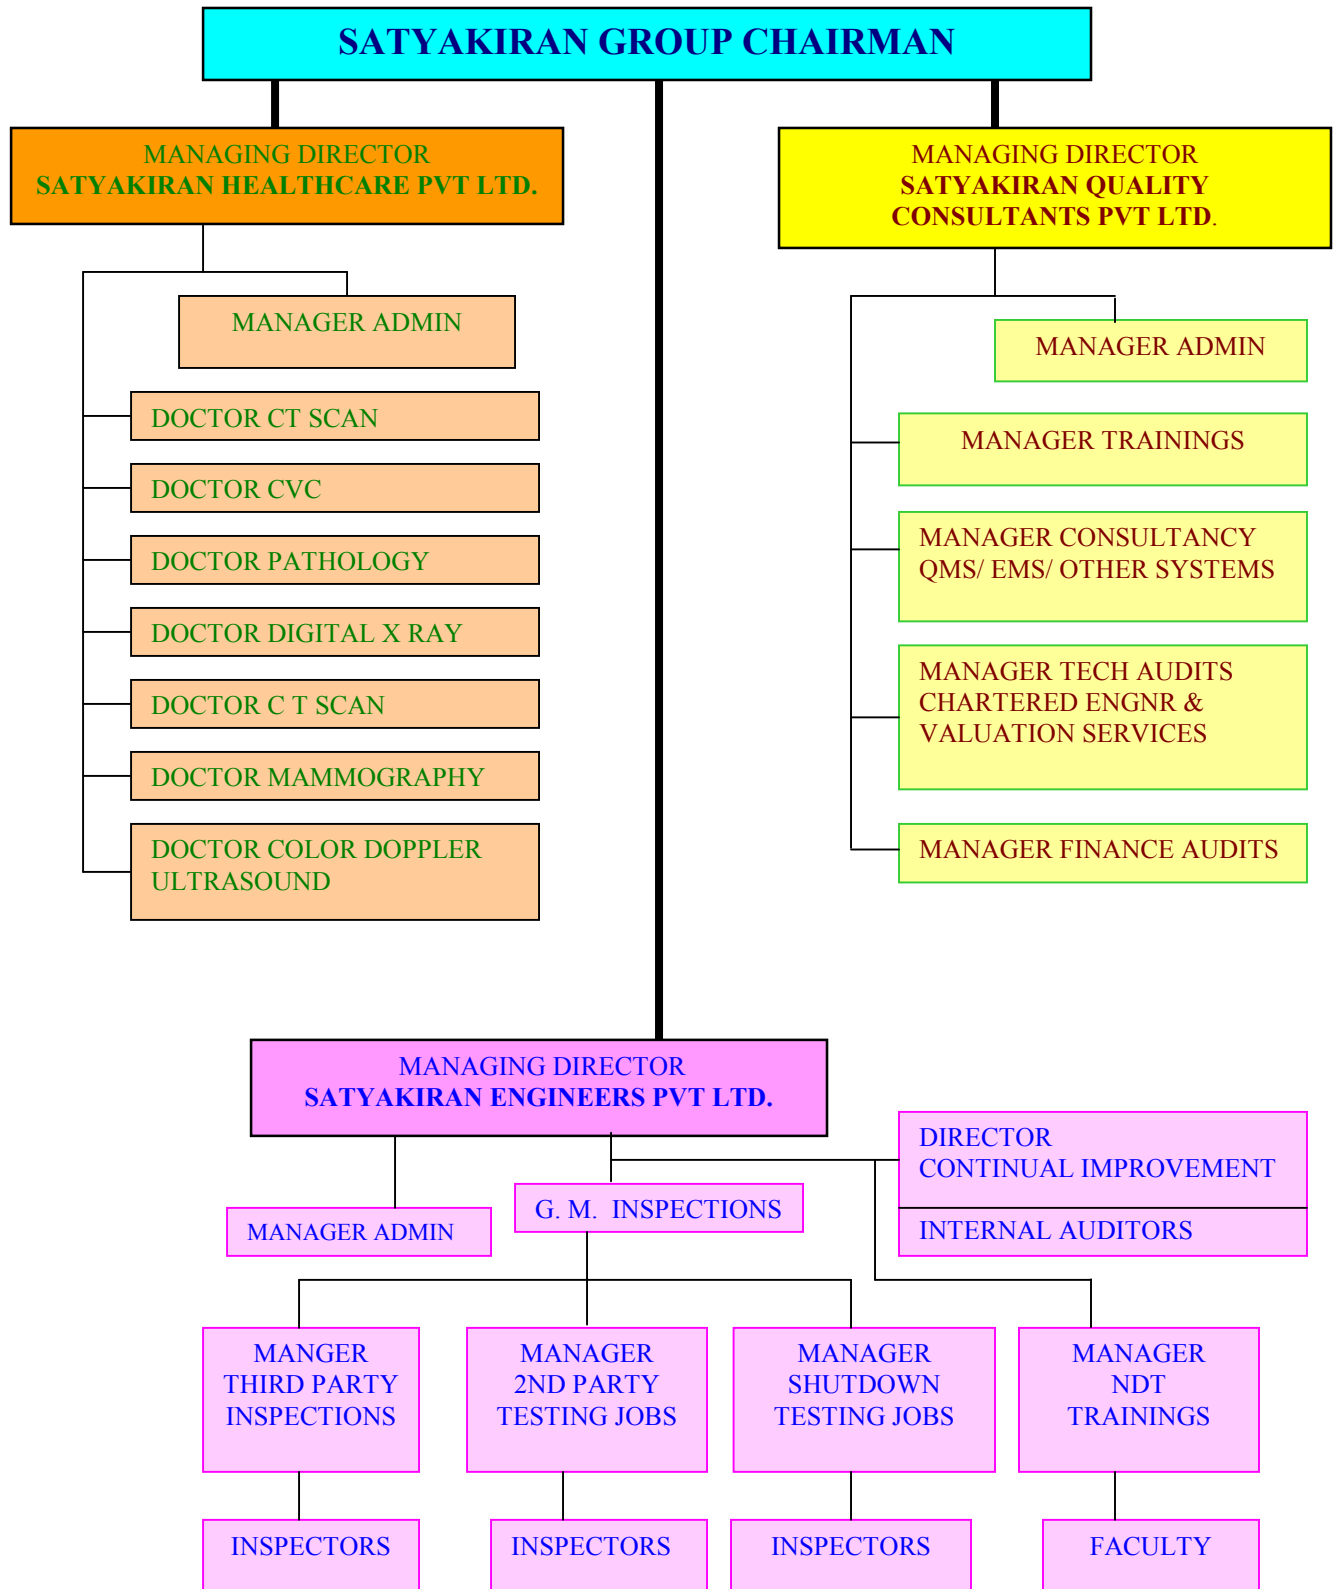 SATYAKIRAN GROUP CHAIRMAN
MANAGING DIRECTOR
SATYAKIRAN HEALTHCARE PVT LTD.
MANAGER ADMIN
DOCTOR CT SCAN
DOCTOR CVC
DOCTOR PATHOLOGY
DOCTOR DIGITAL X RAY
DOCTOR C T SCAN
DOCTOR MAMMOGRAPHY
DOCTOR COLOR DOPPLER
ULTRASOUND
MANAGING DIRECTOR
SATYAKIRAN QUALITY
CONSULTANTS PVT LTD.
MANAGER ADMIN
MANAGER TRAININGS
MANAGER CONSULTANCY
QMS/ EMS/ OTHER SYSTEMS
MANAGER TECH AUDITS
CHARTERED ENGNR &
VALUATION SERVICES
MANAGER FINANCE AUDITS
MANAGING DIRECTOR
SATYAKIRAN ENGINEERS PVT LTD.
MANAGER ADMIN
G. M. INSPECTIONS
DIRECTOR
CONTINUAL IMPROVEMENT
INTERNAL AUDITORS
MANGER
THIRD PARTY
INSPECTIONS
MANAGER
2ND PARTY
TESTING JOBS
MANAGER
SHUTDOWN
TESTING JOBS
MANAGER
NDT
TRAININGS
INSPECTORS
INSPECTORS
INSPECTORS
FACULTY